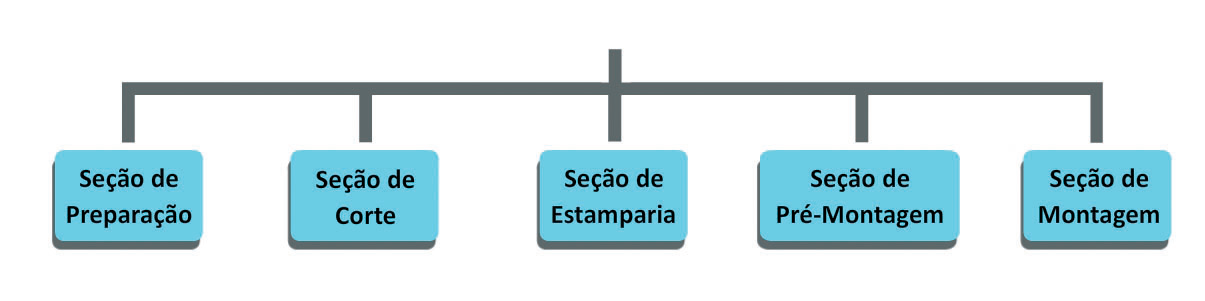 Seção de
Preparação
Seção de
Corte
Seção de
Estamparia
Seção de
Pré-Montagem
Seção de
Montagem